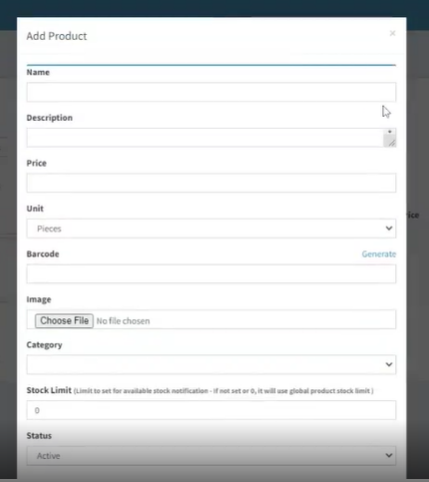 Add Product ×
Name
Description
Price
Unit
Pieces
Barcode Generate
Image
Choose File No file chosen
Category
Stock Limit (Limit to set for available stock notification - If not set or 0, it will use global product stock limit )
0
Status
Active